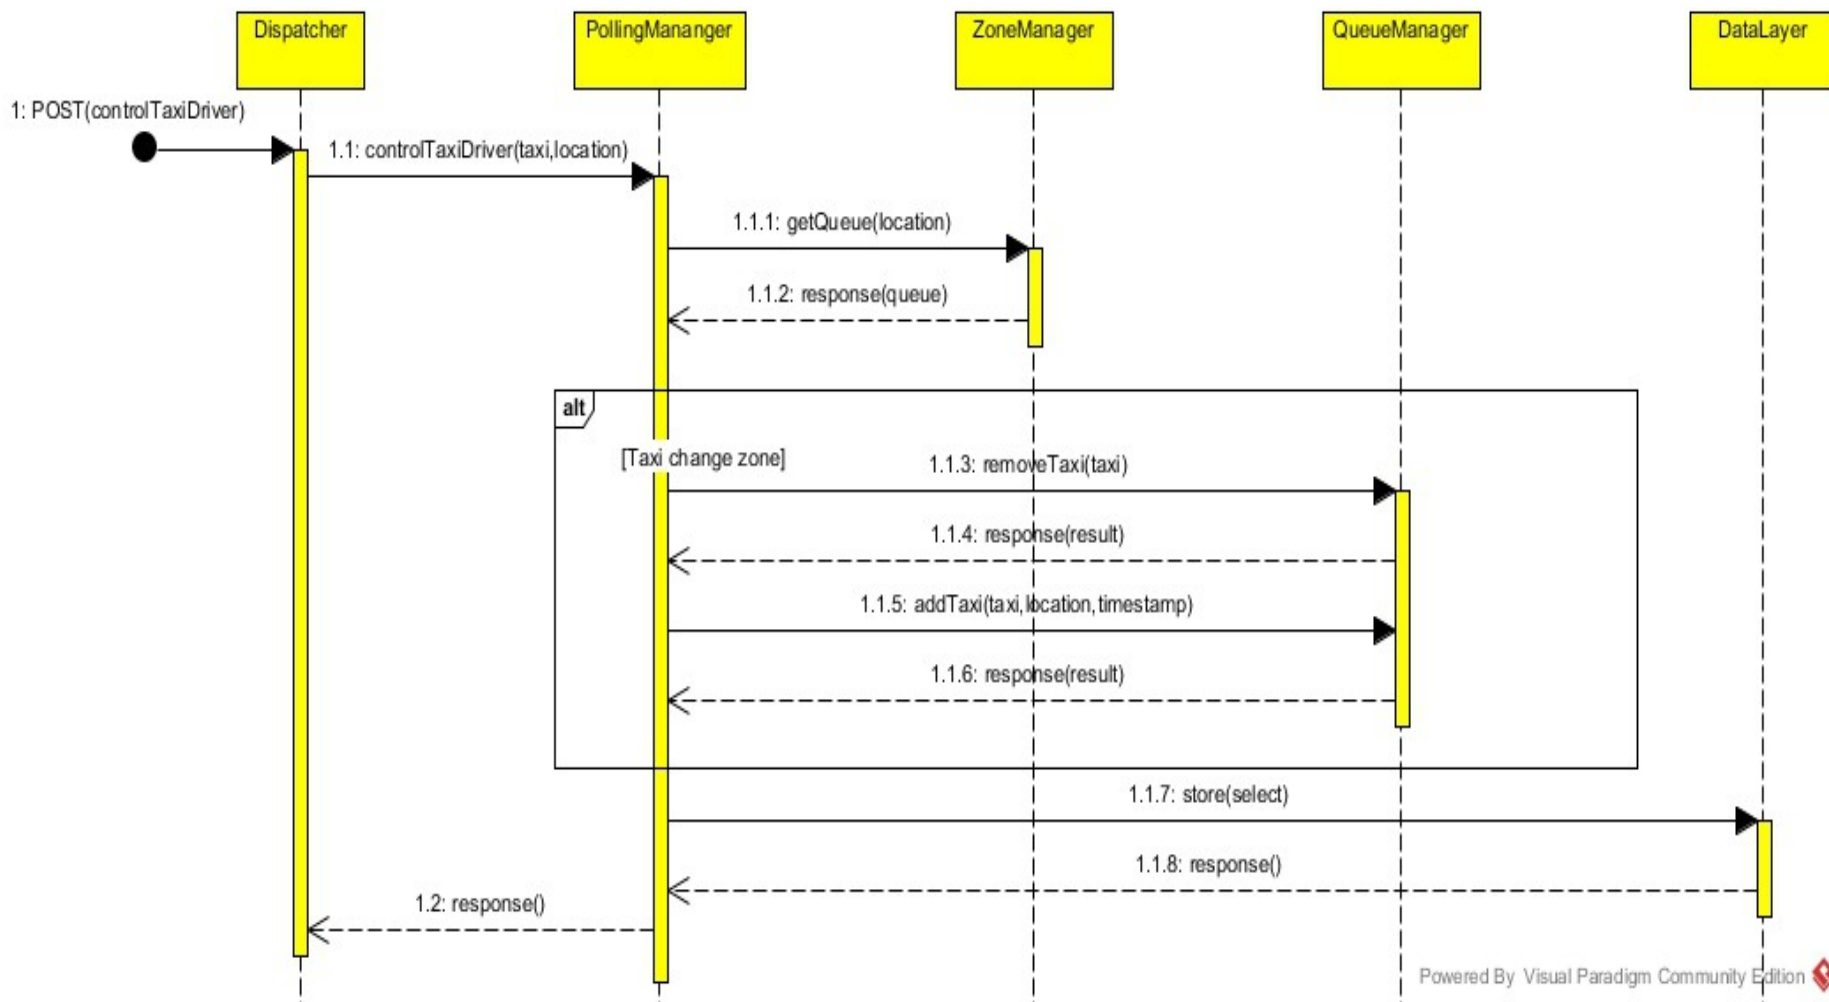 Dispatcher
PollingMananger
ZoneManager
QueueManager
DataLayer
1: POST(controlTaxiDriver)
1.1: controlTaxiDriver(taxi,location)
1.1.1: getQueue(location)
1.1.2: response(queue)
alt
[Taxi change zone]
1.1.3: removeTaxi(taxi)
1.1.4: response(result)
1.1.5: addTaxi(taxi,location,timestamp)
1.1.6: response(result)
1.1.7: store(select)
1.1.8: response()
1.2: response()
Powered By Visual Paradigm Community Edition